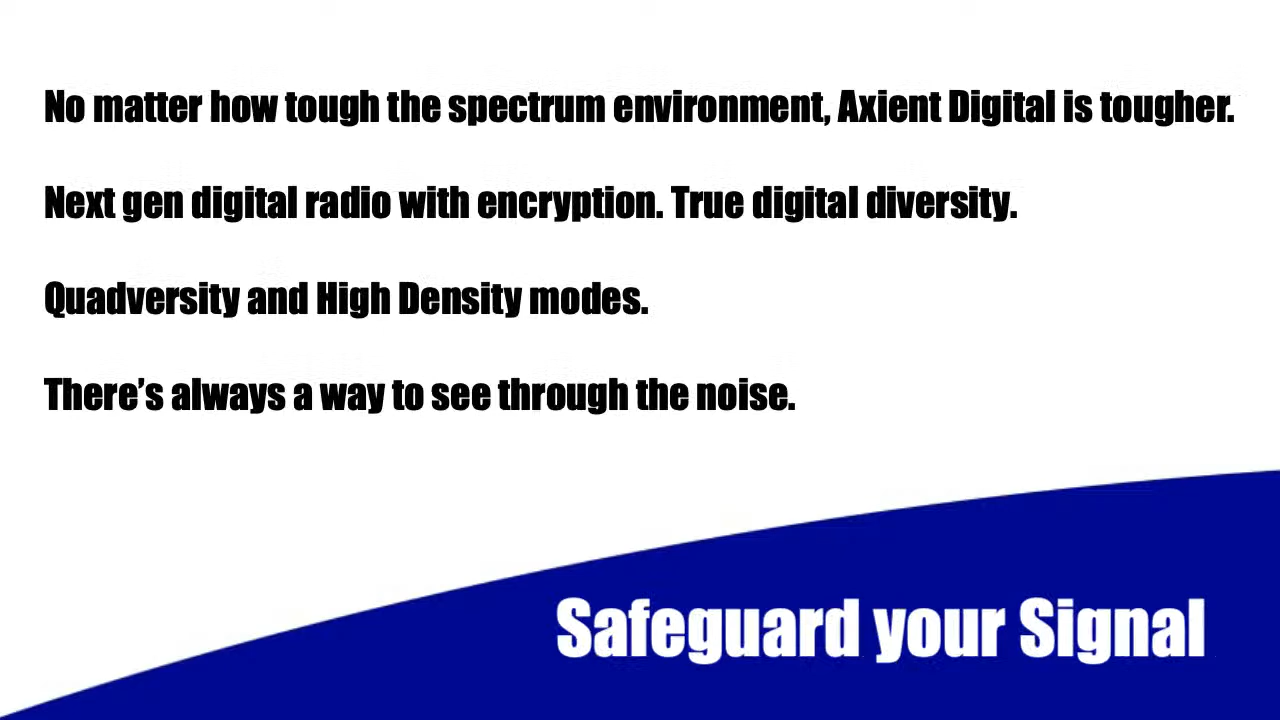 No matter how tough the spectrum environment, Axient Digital is tougher.
Next gen digital radio with encryption. True digital diversity.
Quadversity and High Density modes.
There’s always a way to see through the noise.
Safeguard your Signal